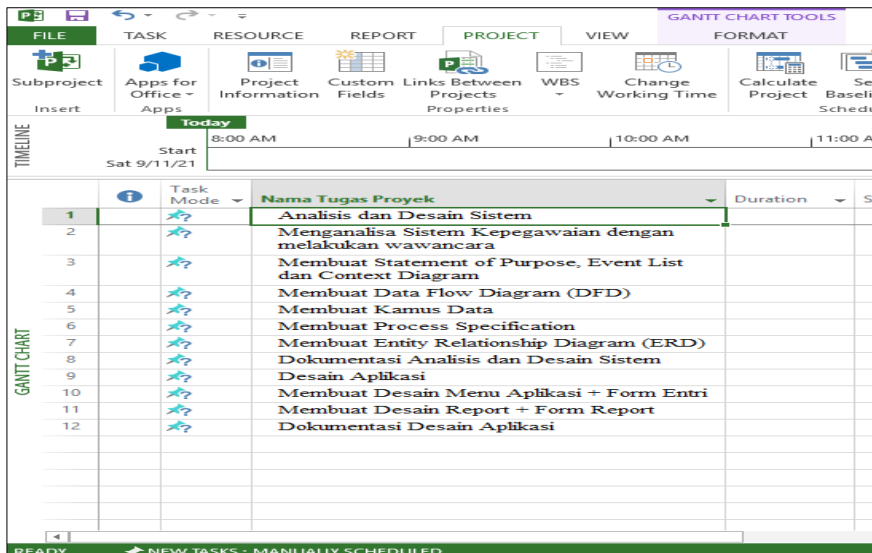 GANTT CHART TOOLS
FILE TASK RESOURCE REPORT PROJECT VIEW FORMAT
Subproject Apps for Office Project Information Custom Fields Links Between Projects WBS Change Working Time Calculate Project
Insert Apps Properties
TIMELINE
Today
8:00 AM 9:00 AM 10:00 AM 11:00 A
Start
Sat 9/11/21
Task Mode Nama Tugas Proyek Duration S
GANTT CHART
1 Analisis dan Desain Sistem
2 Menganalisa Sistem Kepegawaian dengan
melakukan wawancara
3 Membuat Statement of Purpose, Event List
dan Context Diagram
4 Membuat Data Flow Diagram (DFD)
5 Membuat Kamus Data
6 Membuat Process Specification
7 Membuat Entity Relationship Diagram (ERD)
8 Dokumentasi Analisis dan Desain Sistem
9 Desain Aplikasi
10 Membuat Desain Menu Aplikasi + Form Entri
11 Membuat Desain Report + Form Report
12 Dokumentasi Desain Aplikasi
READY NEW TASKS : MANUALLY SCHEDULED